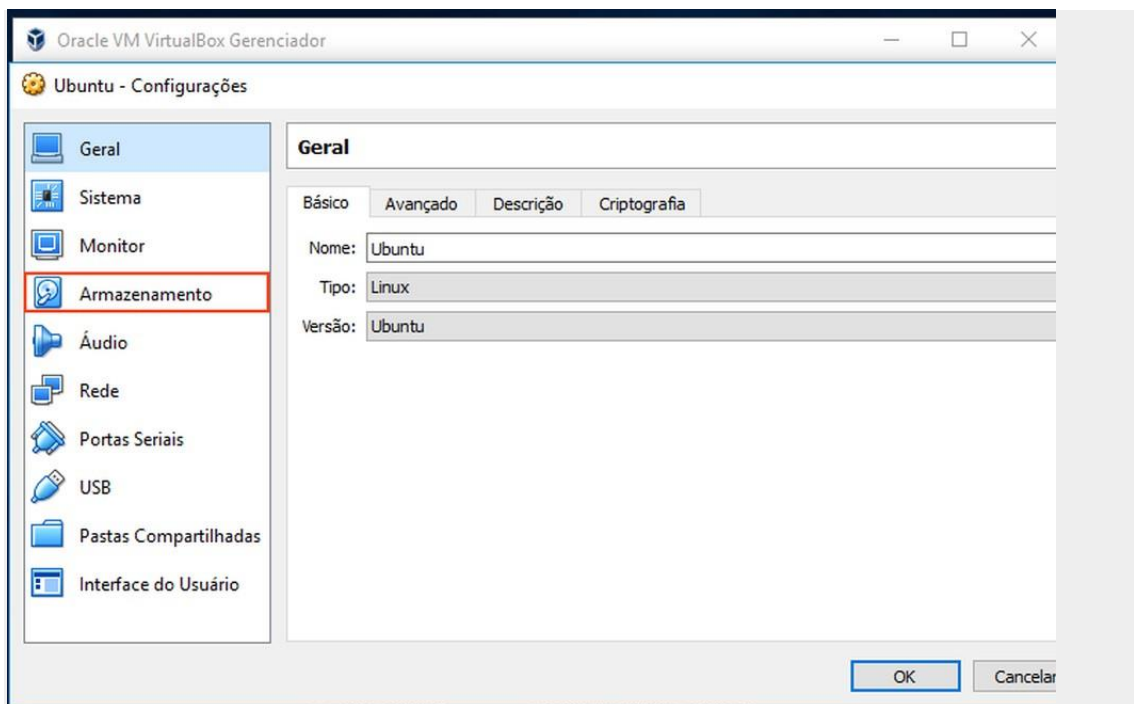 Oracle VM VirtualBox Gerenciador
Ubuntu - Configurações
Geral
Sistema
Monitor
Armazenamento
Áudio
Rede
Portas Seriais
USB
Pastas Compartilhadas
Interface do Usuário
Geral
Básico Avançado Descrição Criptografia
Nome: Ubuntu
Tipo: Linux
Versão: Ubuntu
OK Cancelar